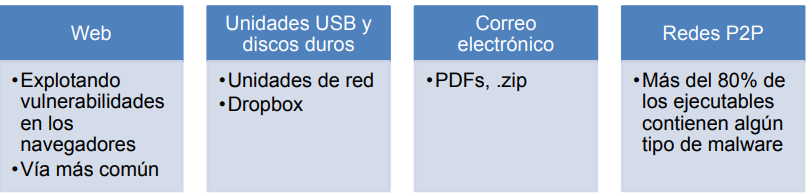 Web
•Explotando
vulnerabilidades
en los
navegadores
•Vía más común
Unidades USB y
discos duros
•Unidades de red
•Dropbox
Correo
electrónico
•PDFs, .zip
Redes P2P
•Más del 80% de
los ejecutables
contienen algún
tipo de malware